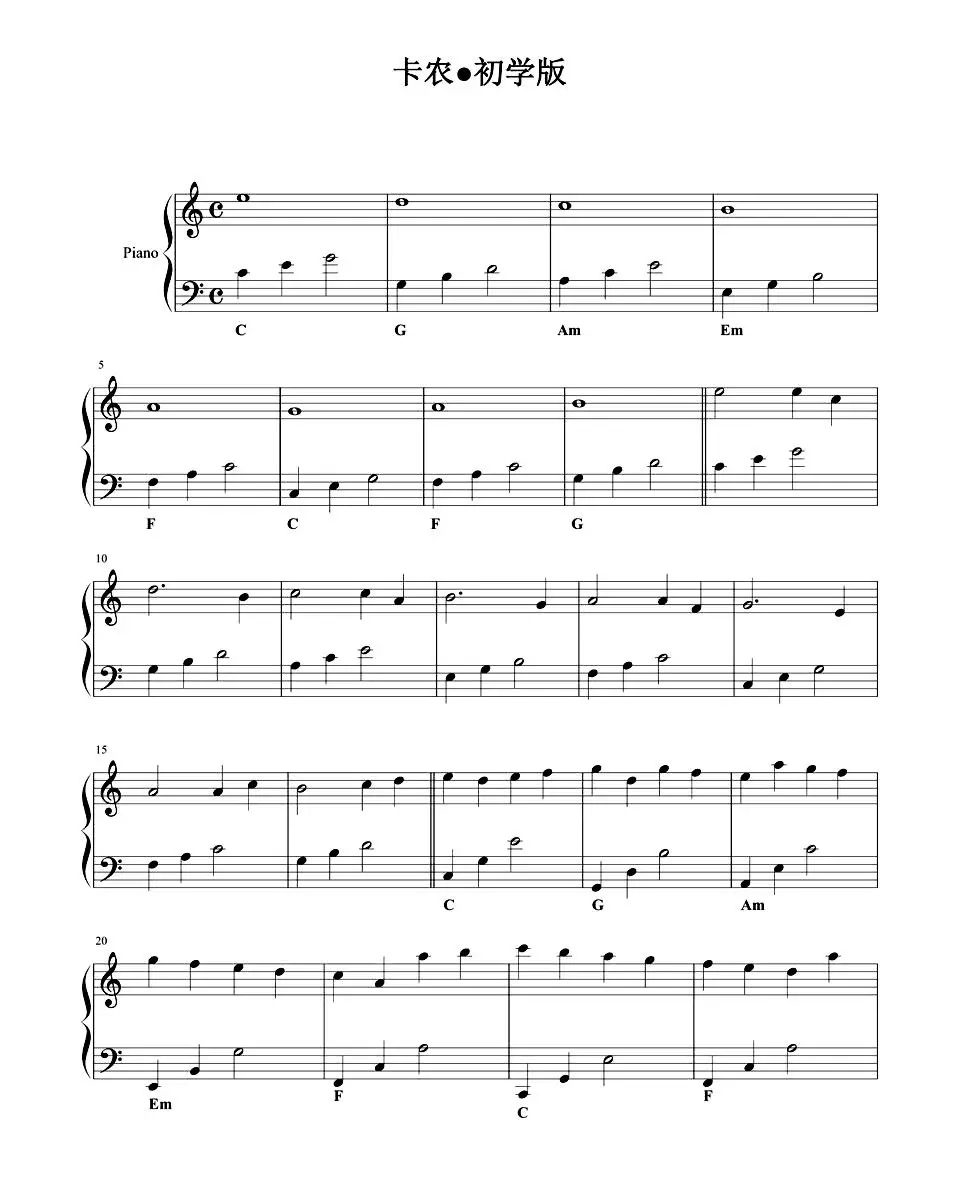 卡农●初学版
Piano
C G Am Em
5
F C F G
10
15
C G Am
20
Em F C F